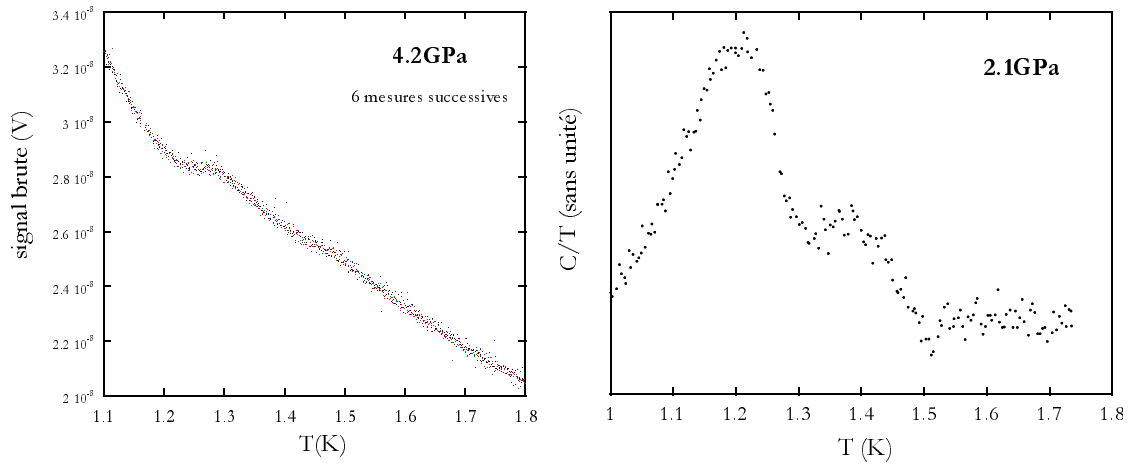 3.4 10-8
3.2 10-8
3 10-8
2.8 10-8
2.6 10-8
2.4 10-8
2.2 10-8
2 10-8
signal brute (V)
4.2GPa
6 mesures successives
1.1 1.2 1.3 1.4 1.5 1.6 1.7 1.8
T(K)
C/T (sans unité)
2.1GPa
1 1.1 1.2 1.3 1.4 1.5 1.6 1.7 1.8
T (K)